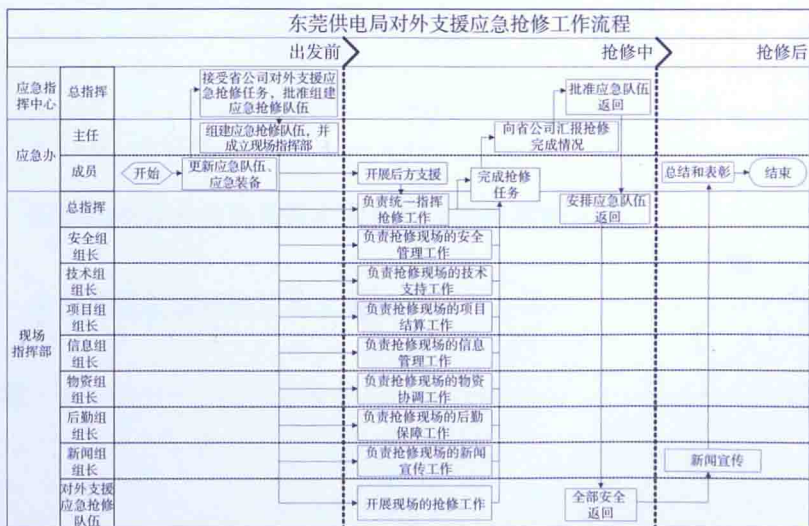 东莞供电局对外支援应急抢修工作流程
出发前
抢修中
抢修后
应急指
挥中心
总指挥
接受省公司对外支援应
急抢修任务，批准组建
应急抢修队伍
批准应急队伍
返回
应急办
主任
组建应急抢修队伍，并
成立现场指挥部
向省公司汇报抢修
完成情况
成员
开始
更新应急队伍、
应急装备
开展后方支援
完成抢修
任务
总结和表彰
结束
现场
指挥部
总指挥
负责统一指挥
抢修工作
安排应急队伍
返回
安全组
组长
负责抢修现场的安全
管理工作
技术组
组长
负责抢修现场的技术
支持工作
项目组
组长
负责抢修现场的项目
结算工作
信息组
组长
负责抢修现场的信息
管理工作
物资组
组长
负责抢修现场的物资
协调工作
后勤组
组长
负责抢修现场的后勤
保障工作
新闻组
组长
负责抢修现场的新闻
宣传工作
新闻宣传
对外支援
应急抢修
队伍
开展现场的抢修工作
全部安全
返回